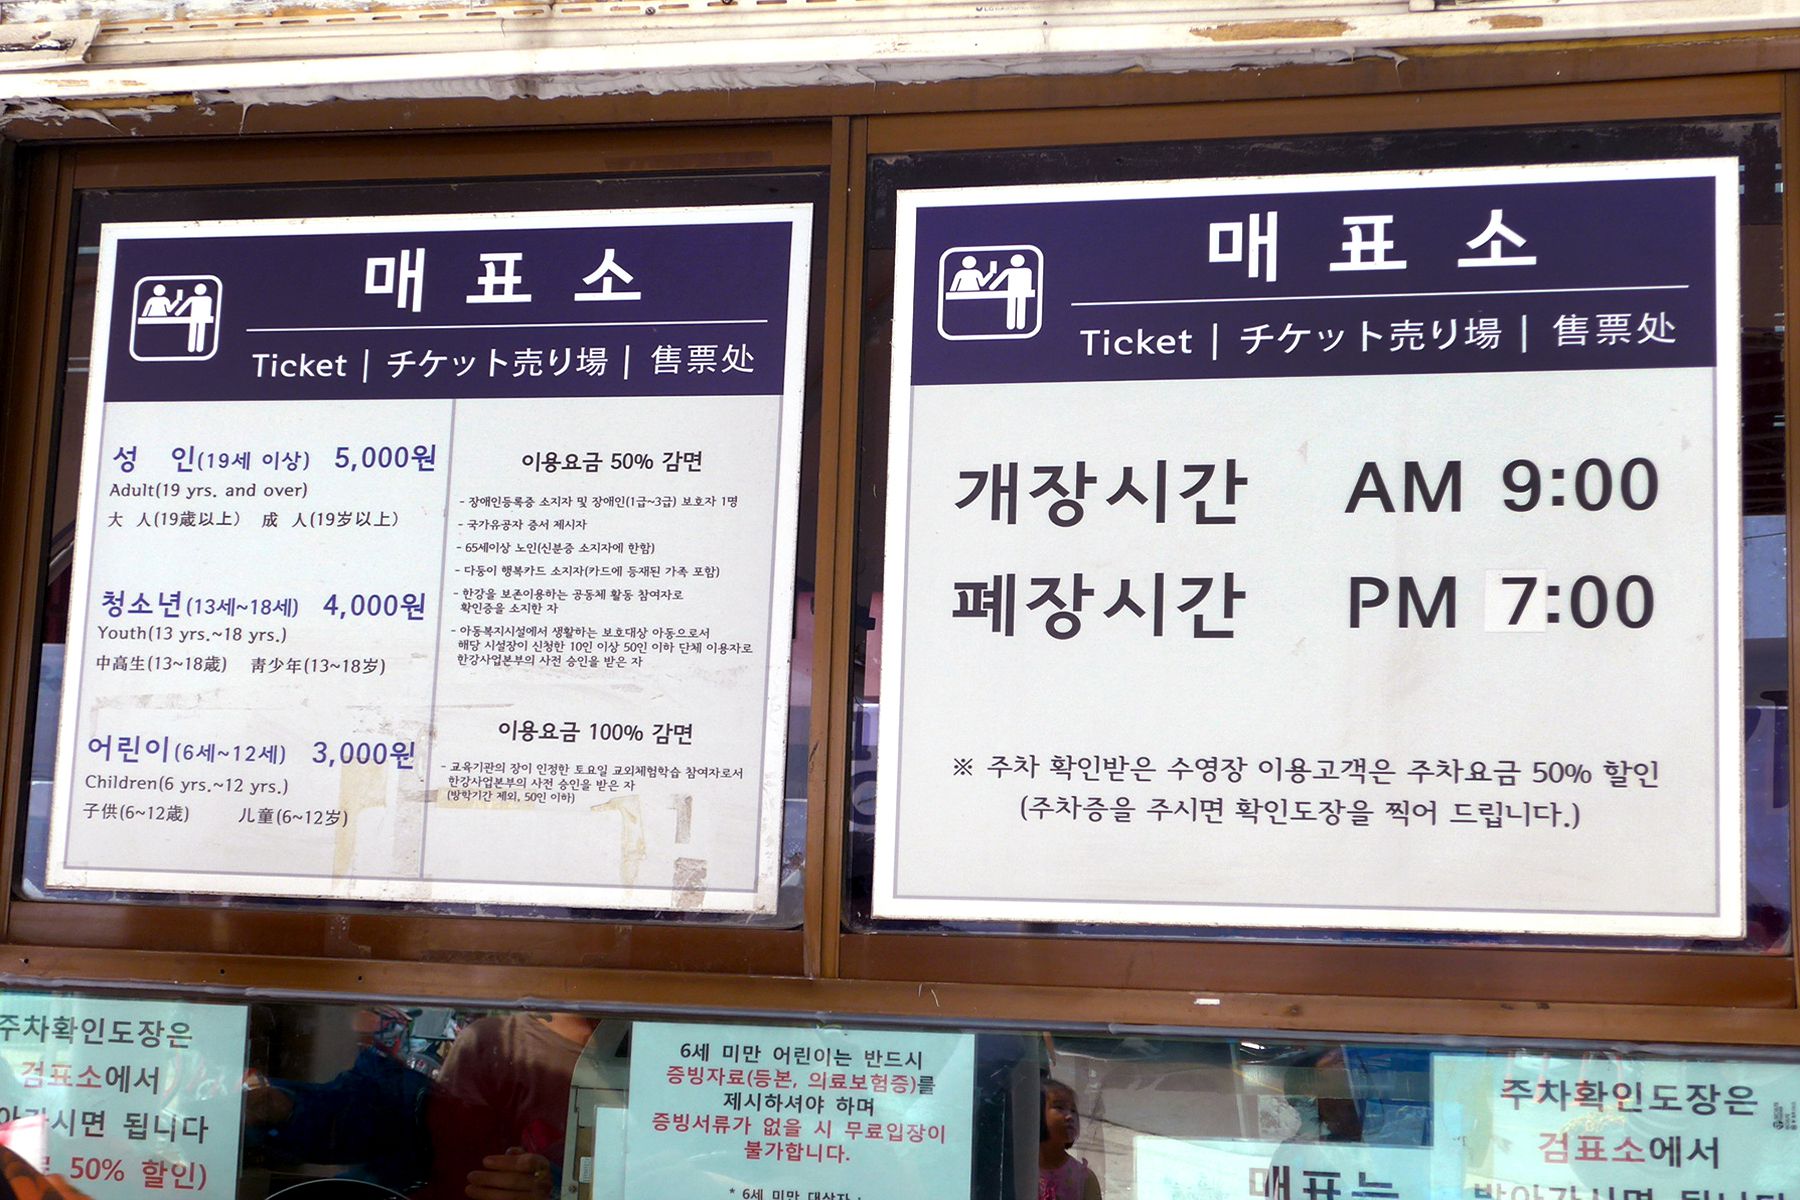 매 표 소
Ticket | チケット売り場 | 售票处
성 인(19세 이상) 5,000원
Adult(19 yrs. and over)
大 人(19歳以上) 成 人(19岁以上)
청소년(13세~18세) 4,000원
Youth(13 yrs.~18 yrs.)
中高生(13~18歳) 靑少年(13~18岁)
어린이(6세~12세) 3,000원
Children(6 yrs.~12 yrs.)
子供(6~12歳) 儿童(6~12岁)
이용요금 50% 감면
- 장애인등록증 소지자 및 장애인(1급~3급) 보호자 1명
- 국가유공자 증서 제시자
- 65세이상 노인(신분증 소지자에 한함)
- 다둥이 행복카드 소지자(카드에 등재된 가족 포함)
- 한강을 보존이용하는 공동체 활동 참여자로
확인증을 소지한 자
- 아동복지시설에서 생활하는 보호대상 아동으로서
해당 시설장이 신청한 10인 이상 50인 이하 단체 이용자로
한강사업본부의 사전 승인을 받은 자
이용요금 100% 감면
- 교육기관의 장이 인정한 토요일 교외체험학습 참여자로서
한강사업본부의 사전 승인을 받은 자
(방학기간 제외, 50인 이하)
매 표 소
Ticket | チケット売り場 | 售票处
개장시간 AM 9:00
폐장시간 PM 7:00
※ 주차 확인받은 수영장 이용고객은 주차요금 50% 할인
(주차증을 주시면 확인도장을 찍어 드립니다.)
주차확인도장은
검표소에서
시면 됩니다
50% 할인)
6세 미만 어린이는 반드시
증빙자료(등본, 의료보험증)를
제시하셔야 하며
증빙서류가 없을 시 무료입장이
불가합니다.
* 6세 미만 대상자 :
매표는
주차확인도장은
검표소에서
받아가시면 됩니다